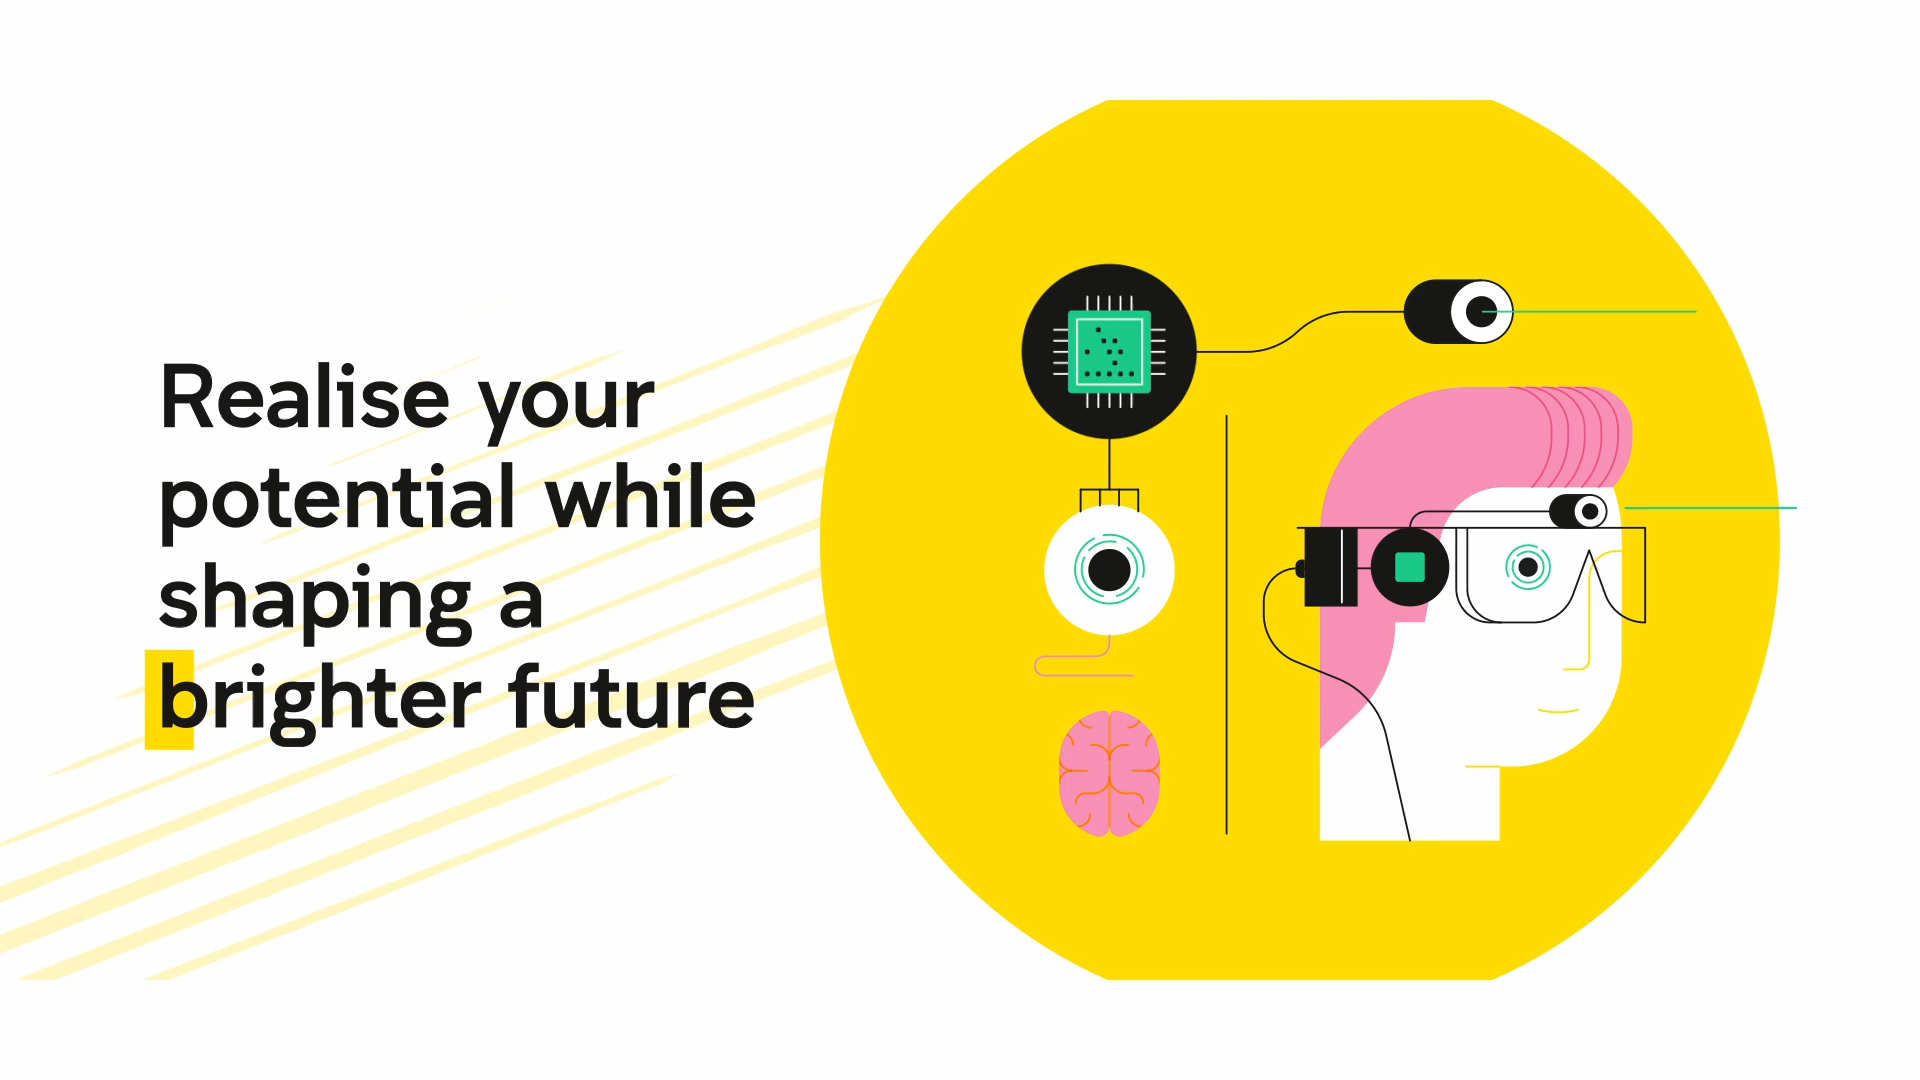 Realise your
potential while
shaping a
brighter future